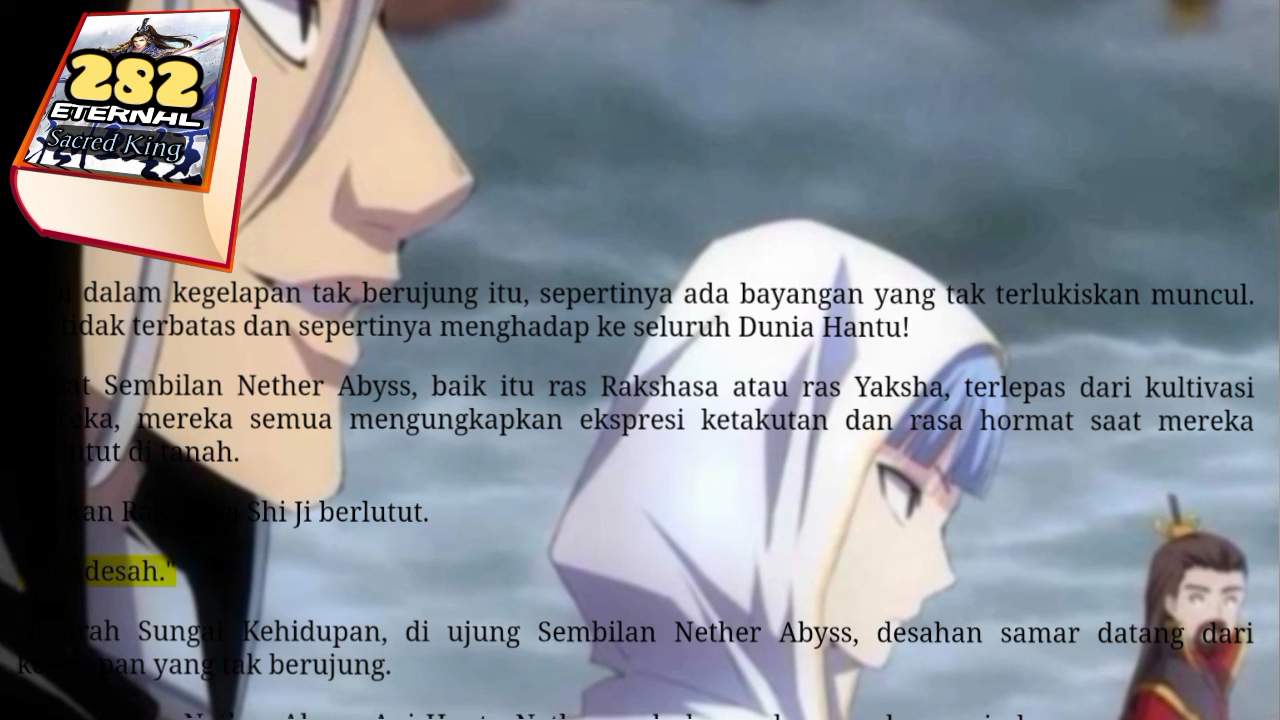 282
ETERNAL
Sacred King
dalam kegelapan tak berujung itu, sepertinya ada bayangan yang tak terlukiskan muncul.
tidak terbatas dan sepertinya menghadap ke seluruh Dunia Hantu!
Sembilan Nether Abyss, baik itu ras Rakshasa atau ras Yaksha, terlepas dari kultivasi
mereka, mereka semua mengungkapkan ekspresi ketakutan dan rasa hormat saat mereka
berlutut di tanah.
Shi Ji berlutut.
desah."
Sungai Kehidupan, di ujung Sembilan Nether Abyss, desahan samar datang dari
kegelapan yang tak berujung.